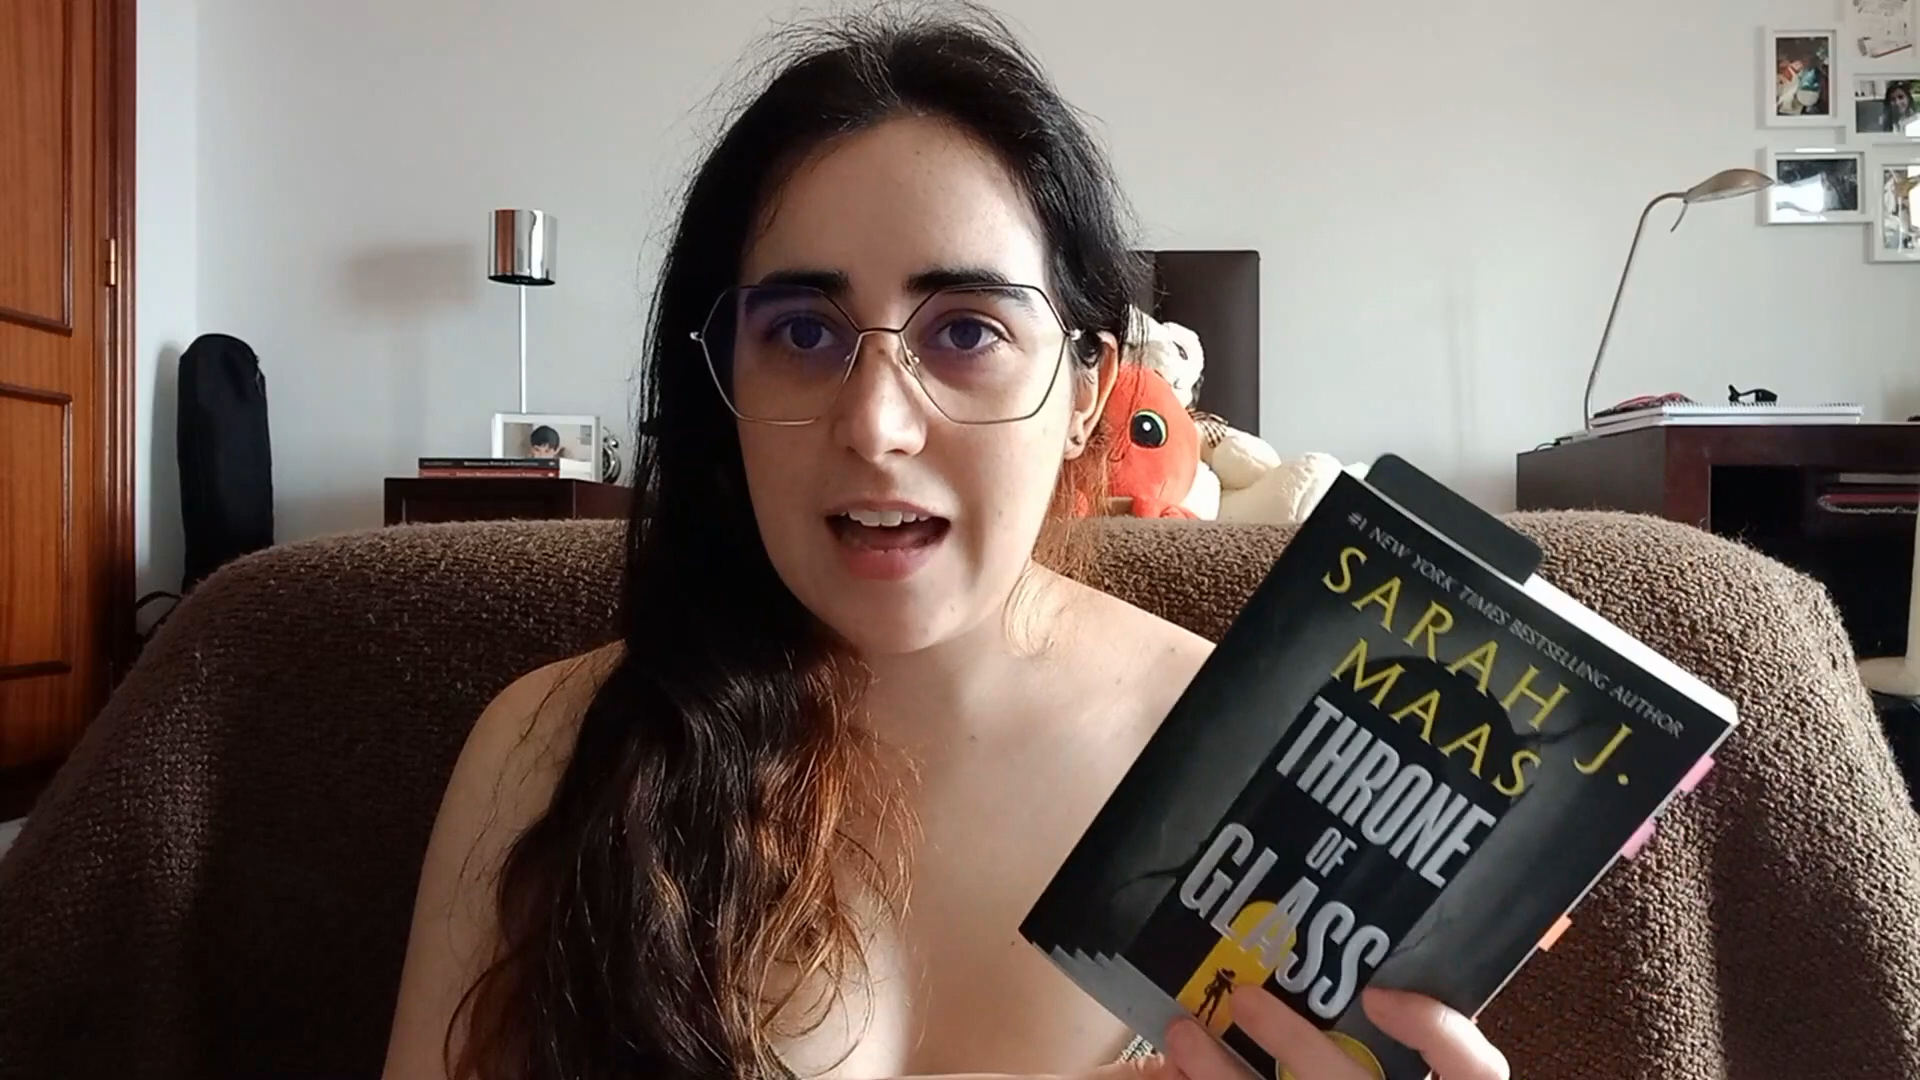 #1 NEW YORK TIMES BESTSELLING AUTHOR
SARAH J.
MAAS
THRONE
OF
GLASS